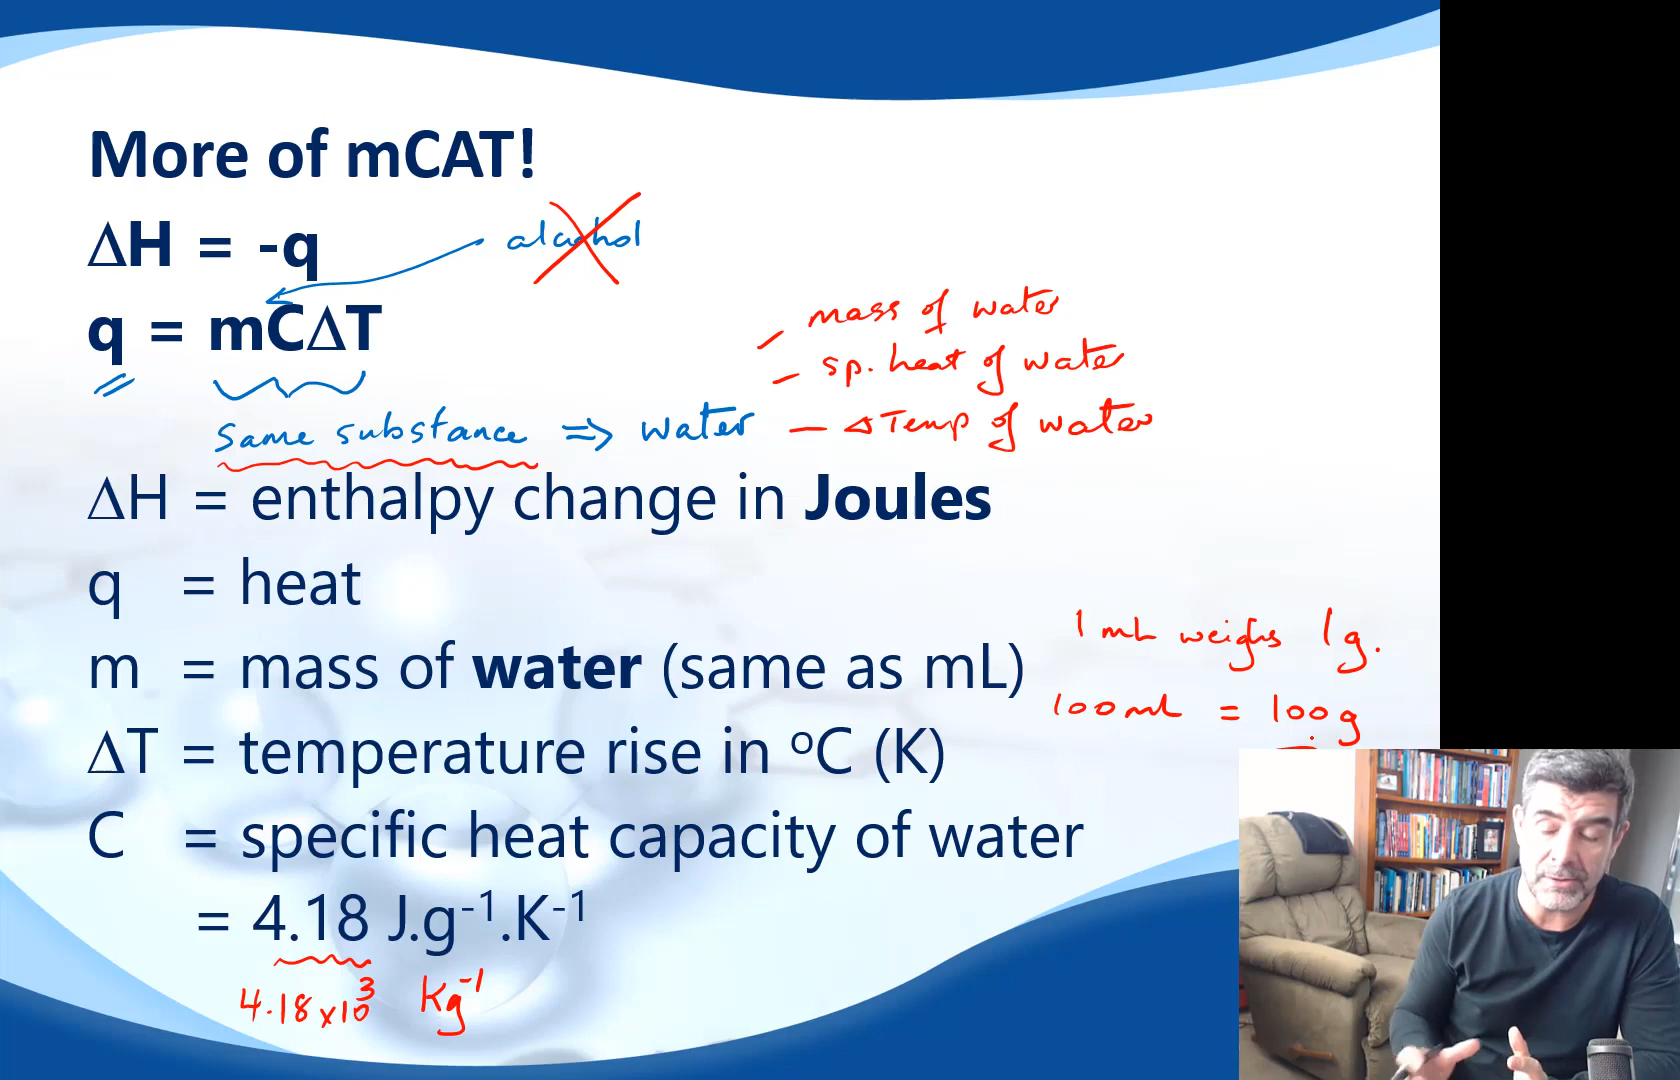 More of mCAT!
ΔH = -q
alcohol
q = mCΔT
mass of water
sp. heat of water
same substance ⇒ water — ΔTemp of water
ΔH = enthalpy change in Joules
q = heat
1 mL weighs 1g.
m = mass of water (same as mL)
100 mL = 100g
ΔT = temperature rise in °C (K)
C = specific heat capacity of water
= 4.18 J.g⁻¹.K⁻¹
4.18 x 10³ Kg⁻¹